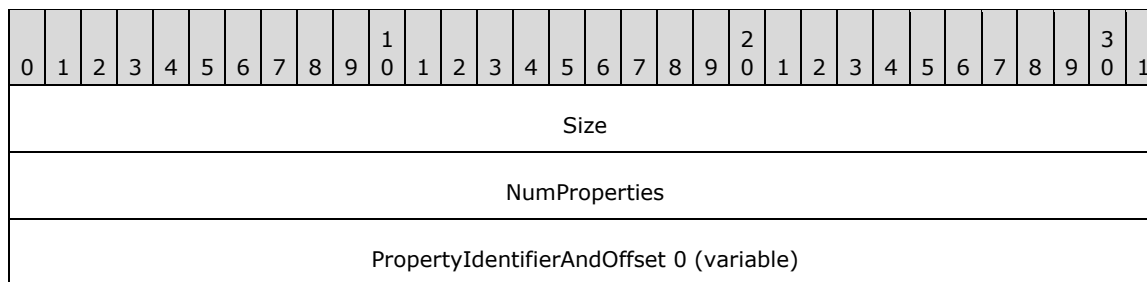 1 2 3
0 1 2 3 4 5 6 7 8 9 0 1 2 3 4 5 6 7 8 9 0 1 2 3 4 5 6 7 8 9 0 1
Size
NumProperties
PropertyIdentifierAndOffset 0 (variable)